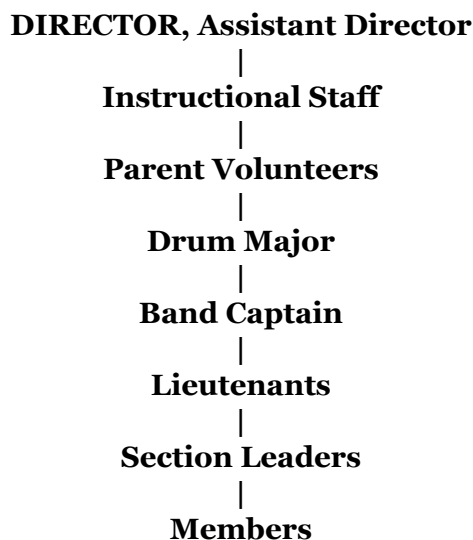 DIRECTOR, Assistant Director
|
Instructional Staff
|
Parent Volunteers
|
Drum Major
|
Band Captain
|
Lieutenants
|
Section Leaders
|
Members